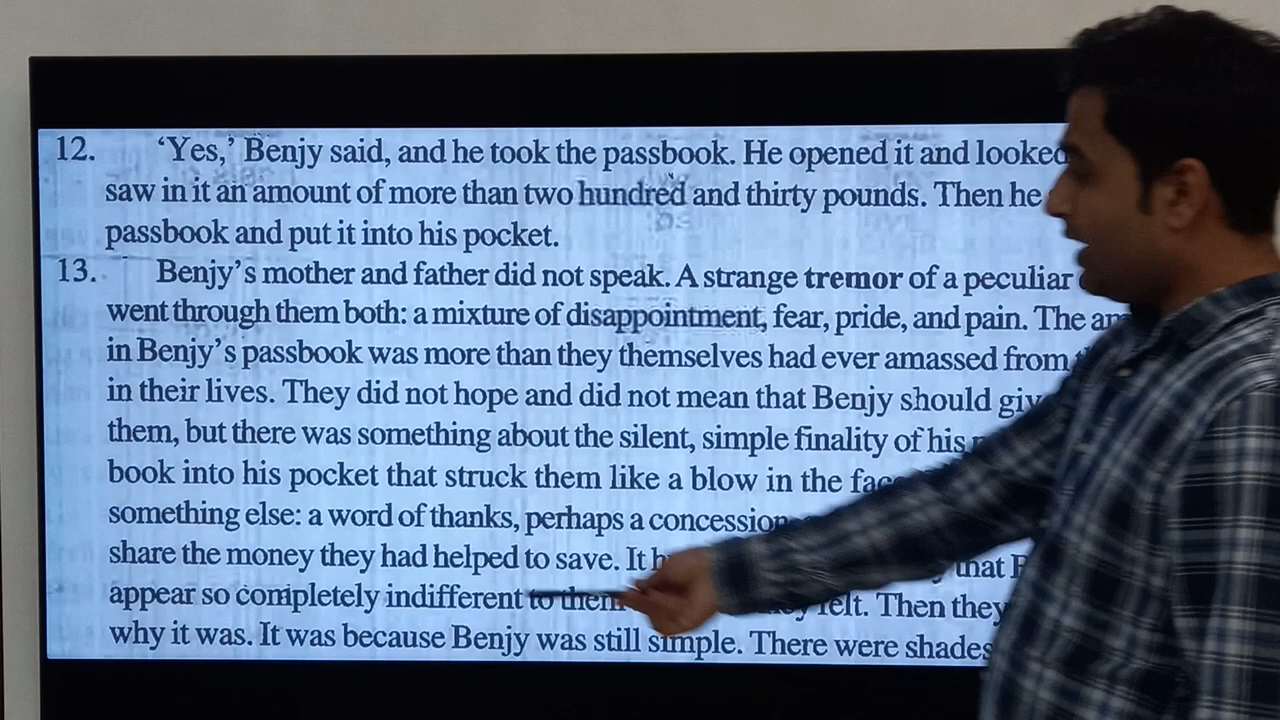 12. ‘Yes,’ Benjy said, and he took the passbook. He opened it and looked
saw in it an amount of more than two hundred and thirty pounds. Then he
passbook and put it into his pocket.
13. Benjy’s mother and father did not speak. A strange tremor of a peculiar
went through them both: a mixture of disappointment, fear, pride, and pain. The
in Benjy’s passbook was more than they themselves had ever amassed from
in their lives. They did not hope and did not mean that Benjy should
them, but there was something about the silent, simple finality of his
book into his pocket that struck them like a blow in the
something else: a word of thanks, perhaps a concession
share the money they had helped to save. It that
appear so completely indifferent to them felt. Then they
why it was. It was because Benjy was still simple. There were shades